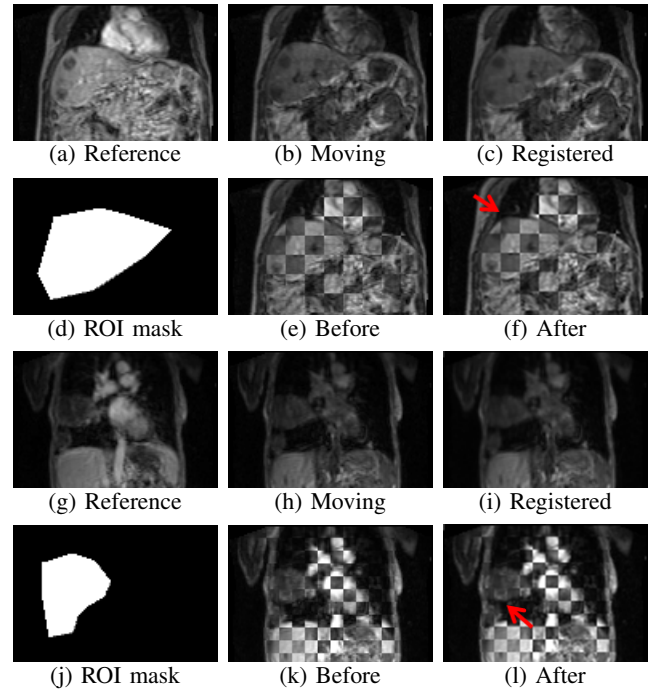 (a) Reference
(b) Moving
(c) Registered
(d) ROI mask
(e) Before
(f) After
(g) Reference
(h) Moving
(i) Registered
(j) ROI mask
(k) Before
(l) After